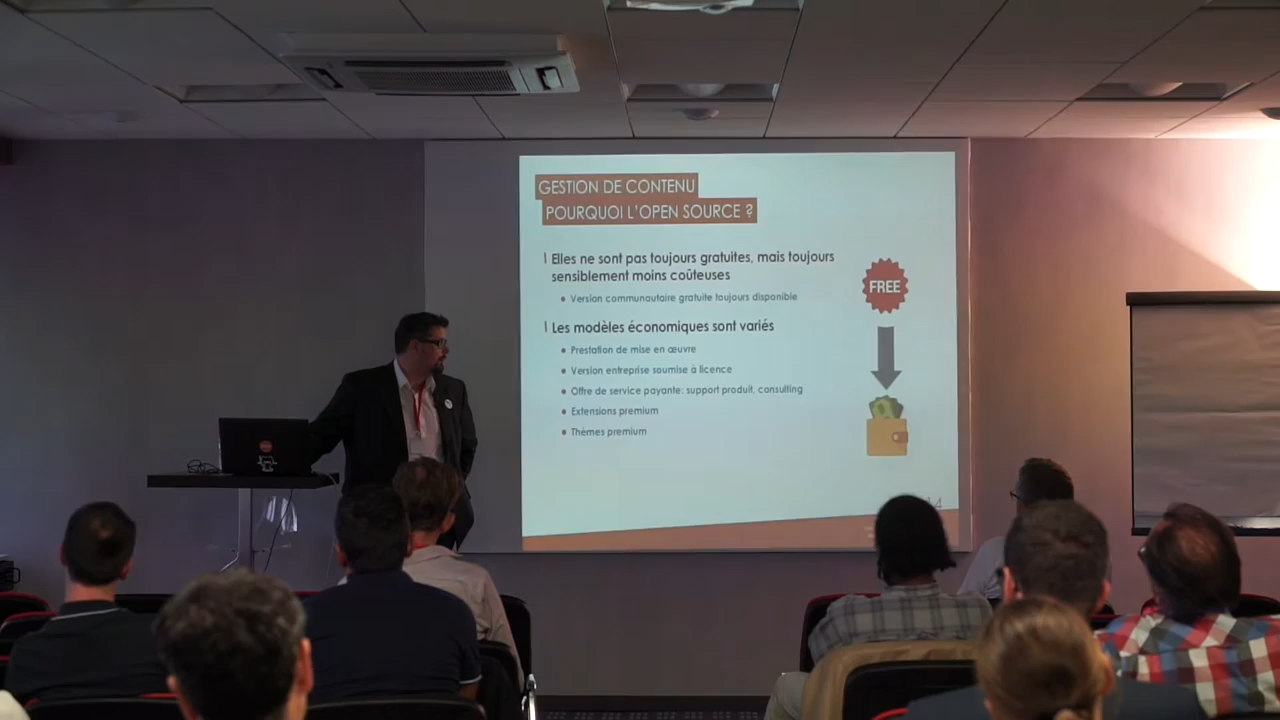 GESTION DE CONTENU
POURQUOI L'OPEN SOURCE ?
Elles ne sont pas toujours gratuites, mais toujours
sensiblement moins coûteuses
Version communautaire gratuite toujours disponible
Les modèles économiques sont variés
Prestation de mise en œuvre
Version entreprise soumise à licence
Offre de service payante: support produit, consulting
Extensions premium
Thèmes premium
FREE